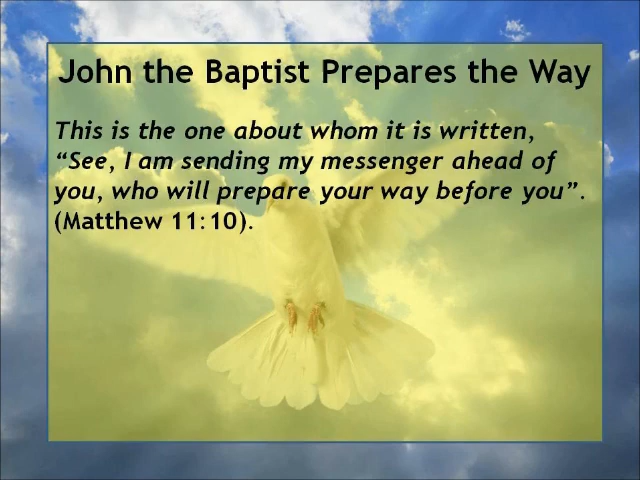 John the Baptist Prepares the Way
This is the one about whom it is written,
“See, I am sending my messenger ahead of
you, who will prepare your way before you”.
(Matthew 11:10).